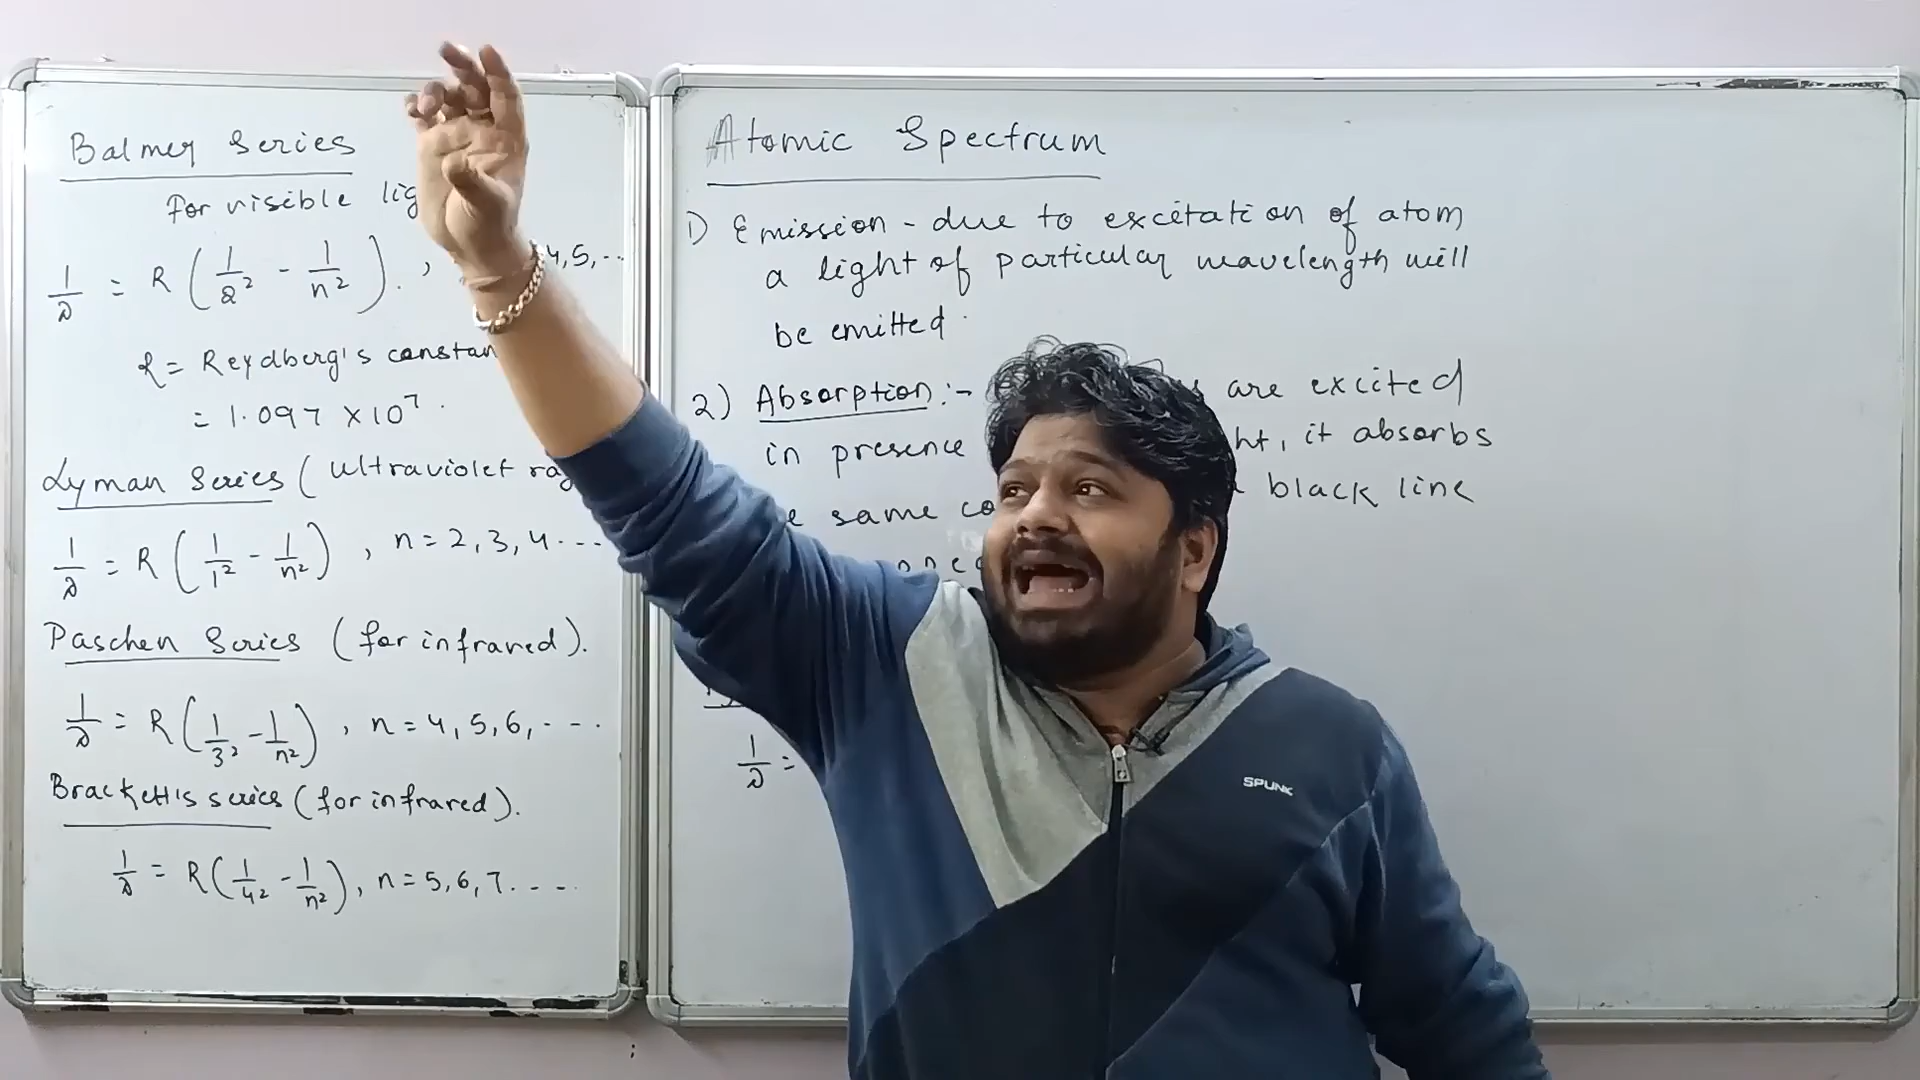 Balmer Series
for visible
1/λ = R (1/2² - 1/n²), 4,5,..
R = Reydberg's constan
= 1.097 × 10⁷.
Lyman Series ( Ultraviolet
1/λ = R (1/1² - 1/n²), n = 2, 3, 4 ....
Paschen Series (for infrared).
1/λ = R (1/3² - 1/n²), n = 4, 5, 6, ---.
Brackett's series (for infrared).
1/λ = R (1/4² - 1/n²), n = 5, 6, 7. - - -.
Atomic Spectrum
1) Emission - due to excitation of atom
a light of particular wavelength will
be emitted.
2) Absorption :- are excited
in presence , it absorbs
same black line
1/λ =
SPUNK